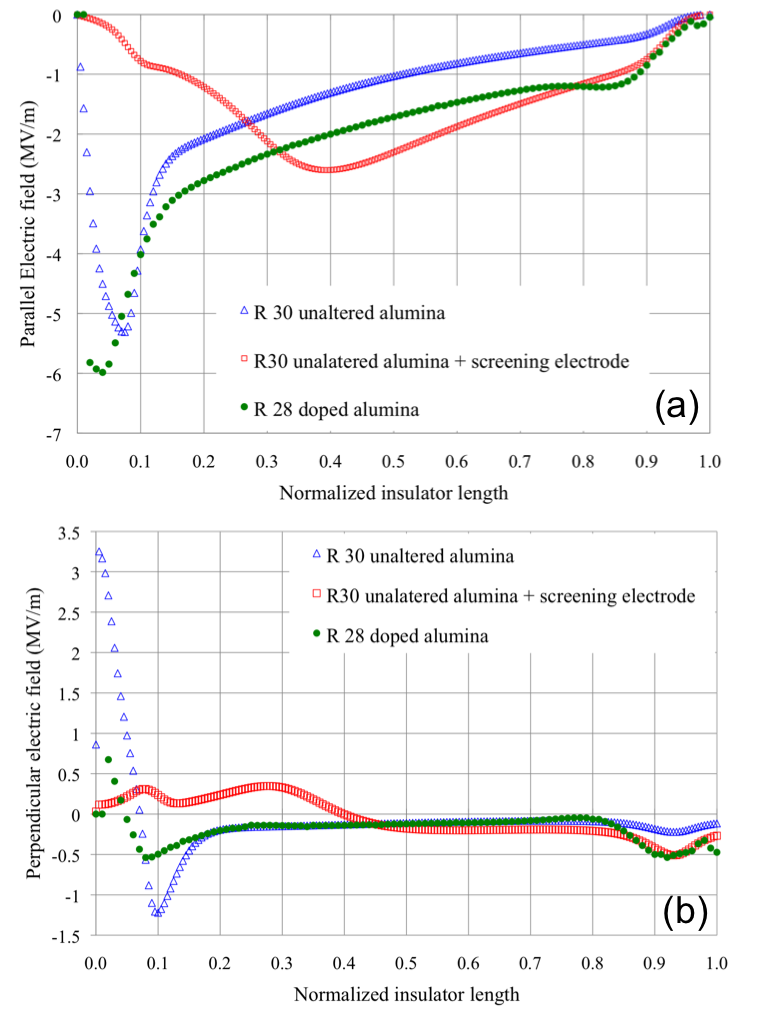 0
-1
-2
-3
-4
-5
-6
-7
Parallel Electric field (MV/m)
R 30 unaltered alumina
R30 unalatered alumina + screening electrode
R 28 doped alumina
(a)
0.0 0.1 0.2 0.3 0.4 0.5 0.6 0.7 0.8 0.9 1.0
Normalized insulator length
3.5
3
2.5
2
1.5
1
0.5
0
-0.5
-1
-1.5
Perpendicular electric field (MV/m)
R 30 unaltered alumina
R30 unalatered alumina + screening electrode
R 28 doped alumina
(b)
0.0 0.1 0.2 0.3 0.4 0.5 0.6 0.7 0.8 0.9 1.0
Normalized insulator length